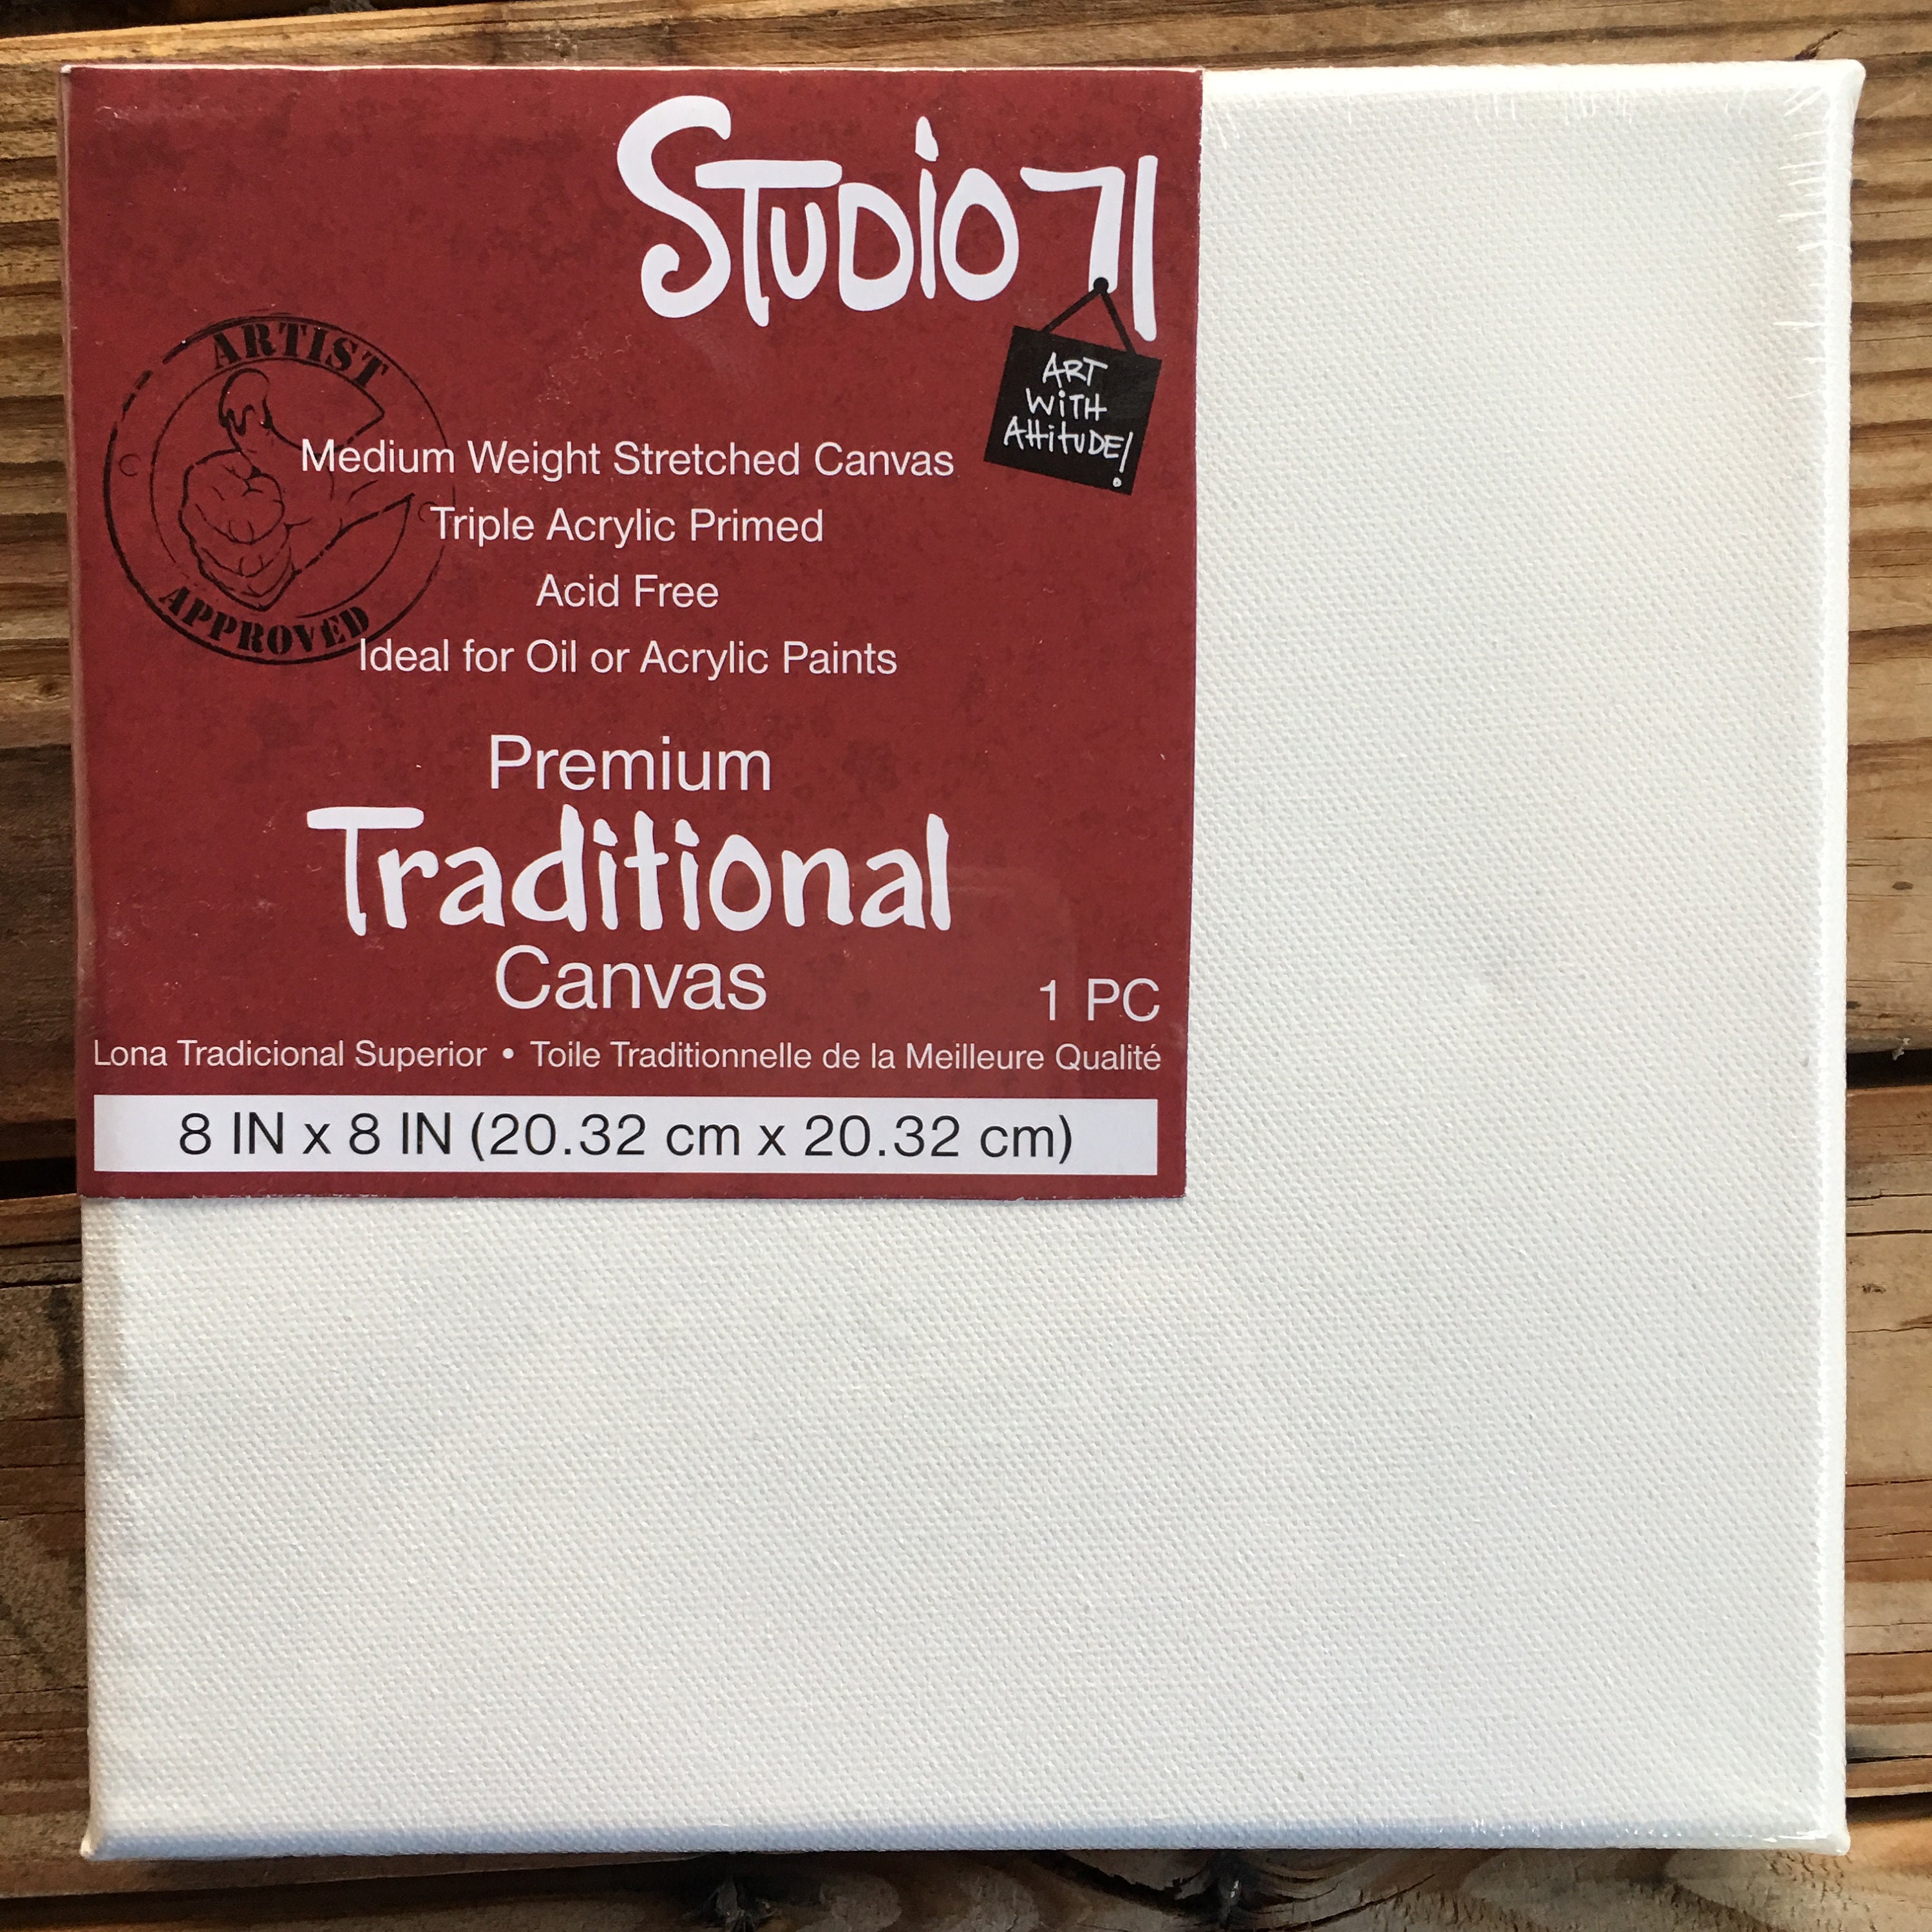 Studio 71
ART
WITH
ATTITUDE!
ARTIST
APPROVED
Medium Weight Stretched Canvas
Triple Acrylic Primed
Acid Free
Ideal for Oil or Acrylic Paints
Premium
Traditional
Canvas
1 PC
Lona Tradicional Superior • Toile Traditionnelle de la Meilleure Qualité
8 IN x 8 IN (20.32 cm x 20.32 cm)